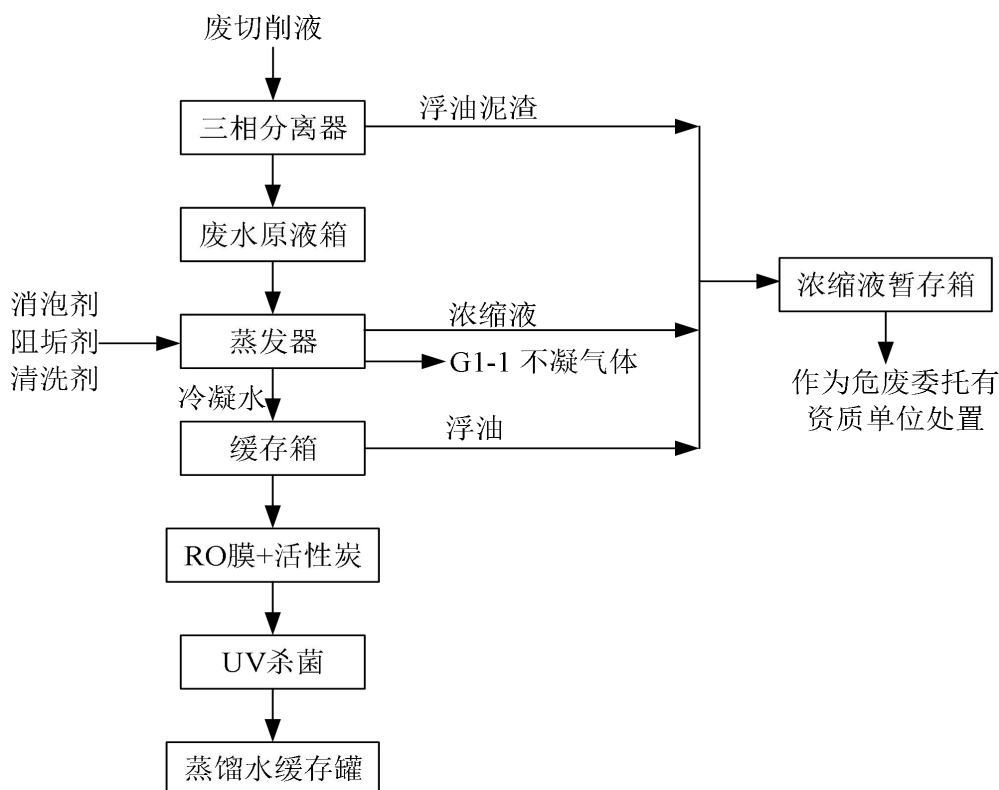 废切削液
三相分离器
浮油泥渣
废水原液箱
浓缩液暂存箱
消泡剂
阻垢剂
清洗剂
蒸发器
浓缩液
G1-1 不凝气体
作为危废委托有
资质单位处置
冷凝水
缓存箱
浮油
RO膜+活性炭
UV杀菌
蒸馏水缓存罐